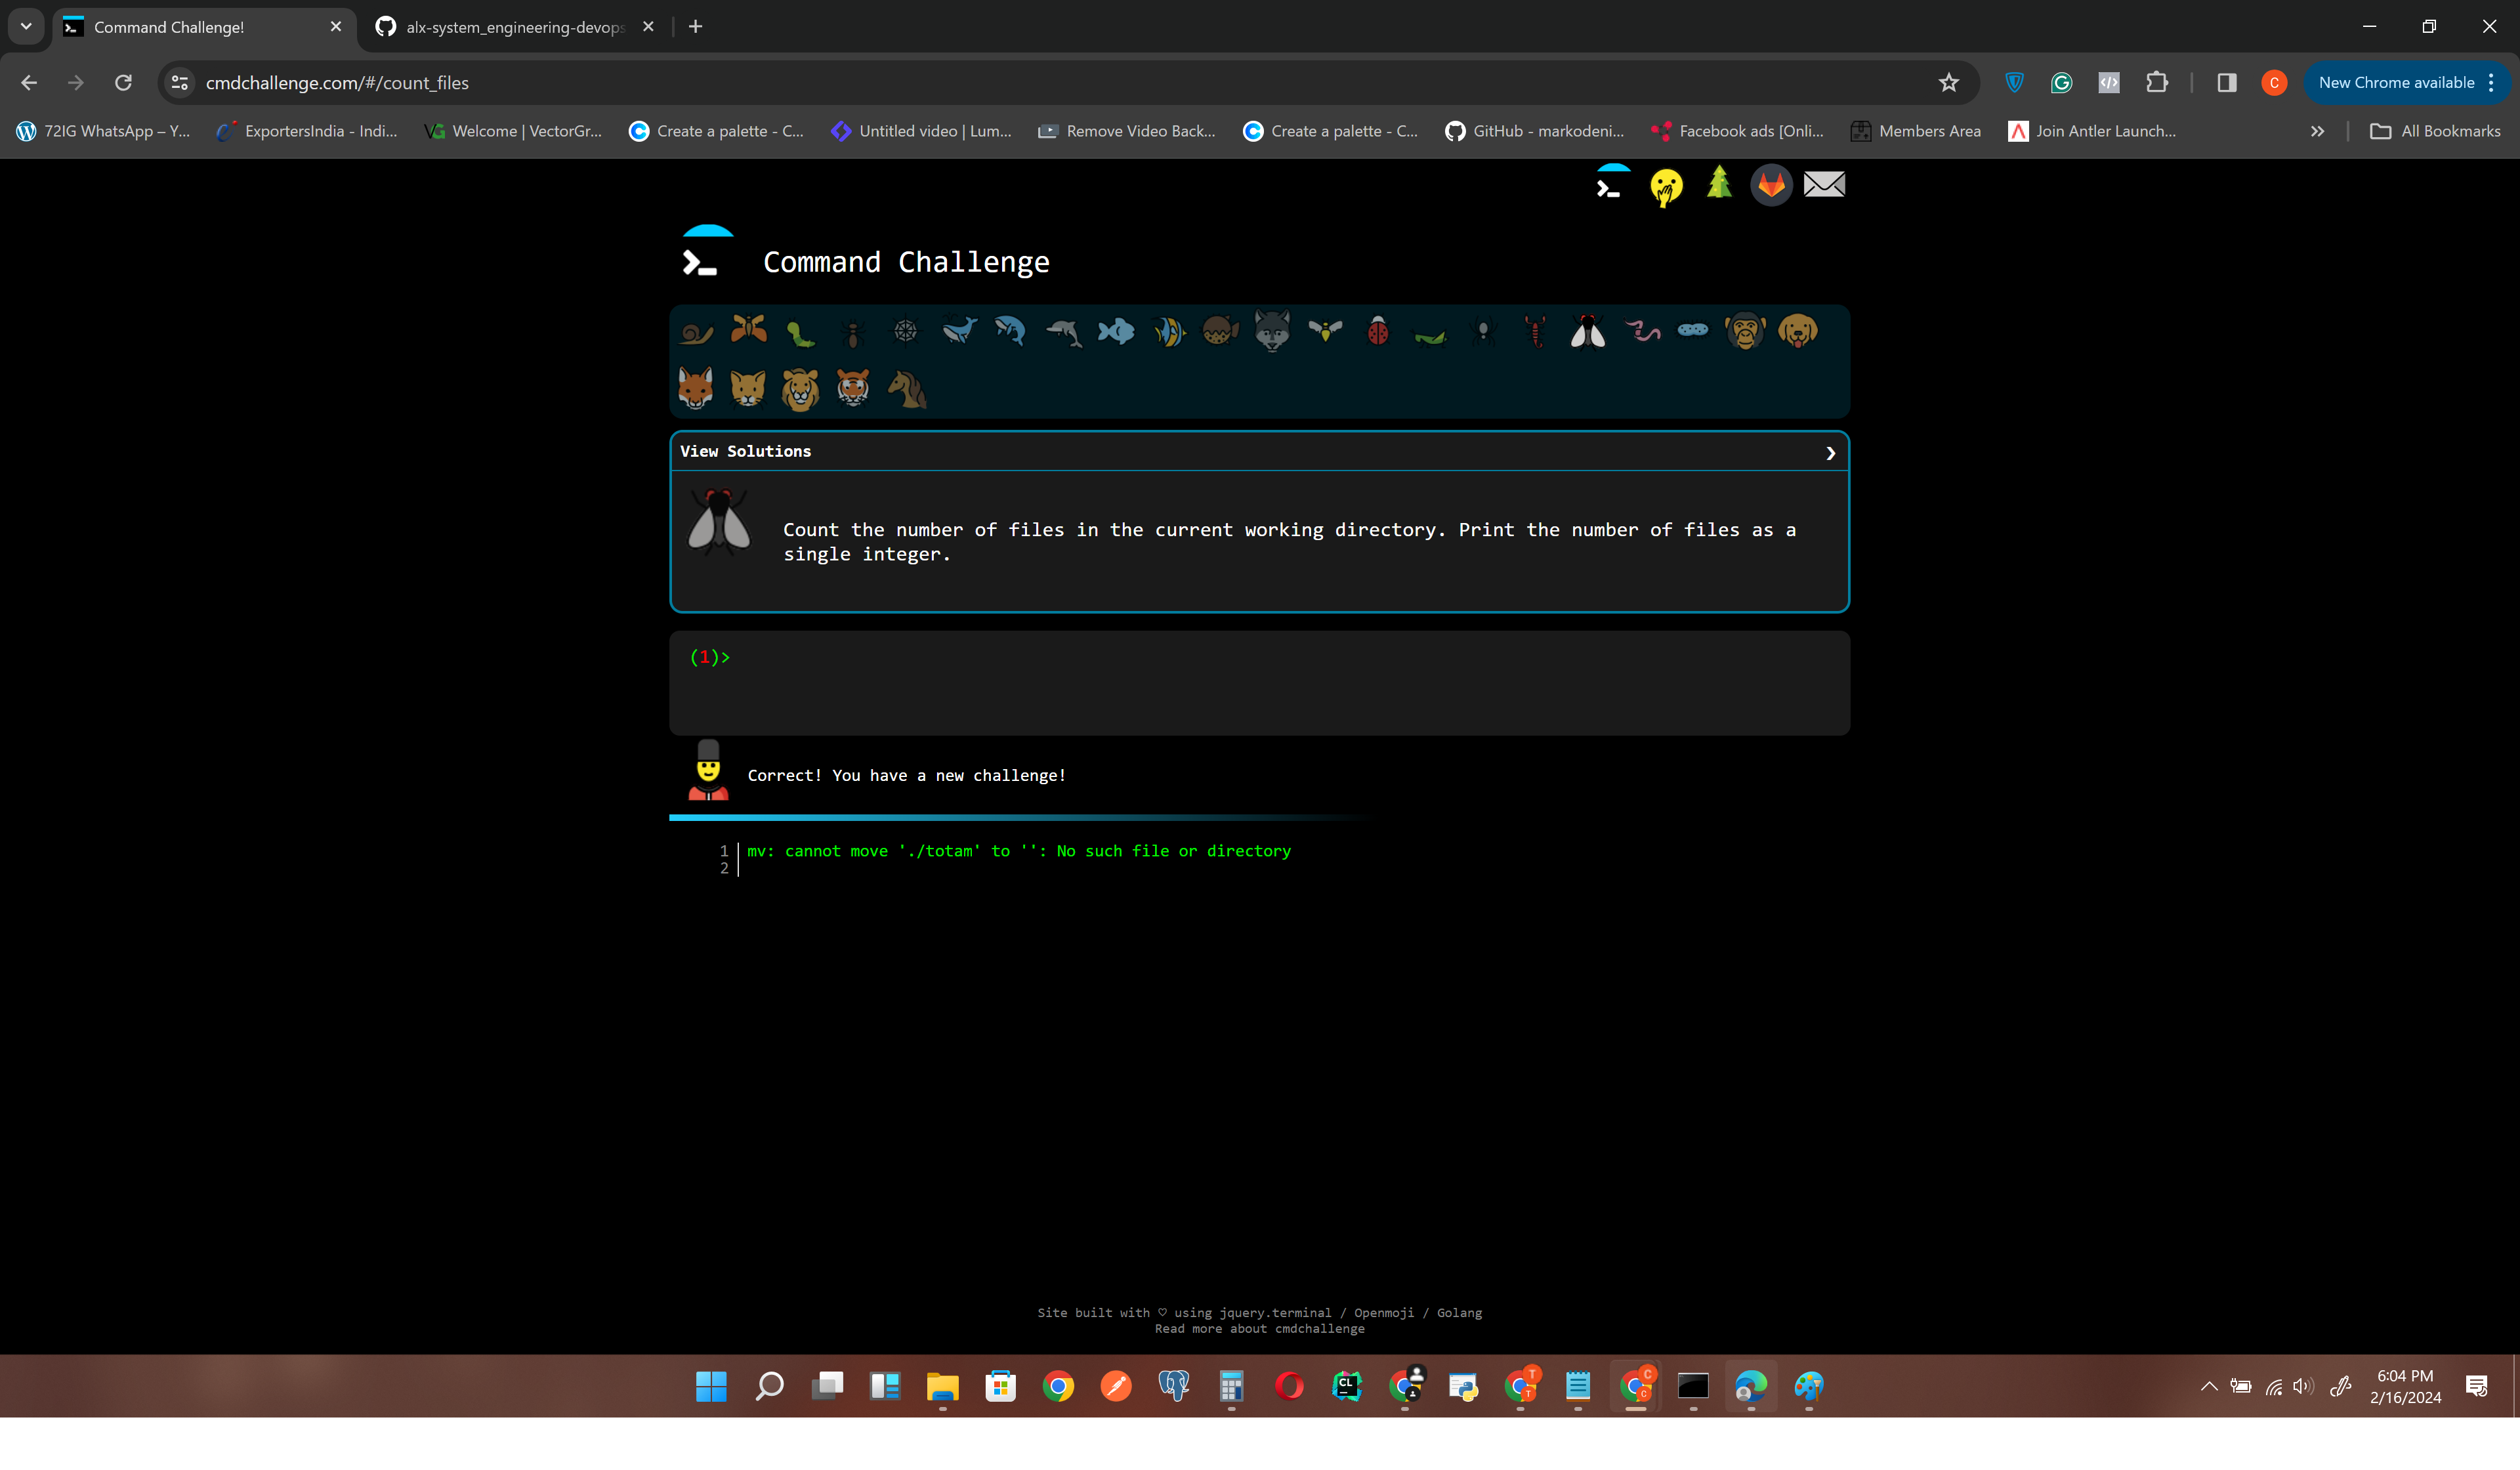 Command Challenge!
alx-system_engineering-devops
cmdchallenge.com/#/count_files
C
New Chrome available
72IG WhatsApp – Y...
ExportersIndia - Indi...
VG
Welcome | VectorGr...
Create a palette - C...
Untitled video | Lum...
Remove Video Back...
Create a palette - C...
GitHub - markodeni...
Facebook ads [Onli...
Members Area
Join Antler Launch...
All Bookmarks
Command Challenge
View Solutions
Count the number of files in the current working directory. Print the number of files as a
single integer.
(1)>
Correct! You have a new challenge!
1 mv: cannot move './totam' to '': No such file or directory
2
Site built with ♡ using jquery.terminal / Openmoji / Golang
Read more about cmdchallenge
CL
T
T
C
C
6:04 PM
2/16/2024